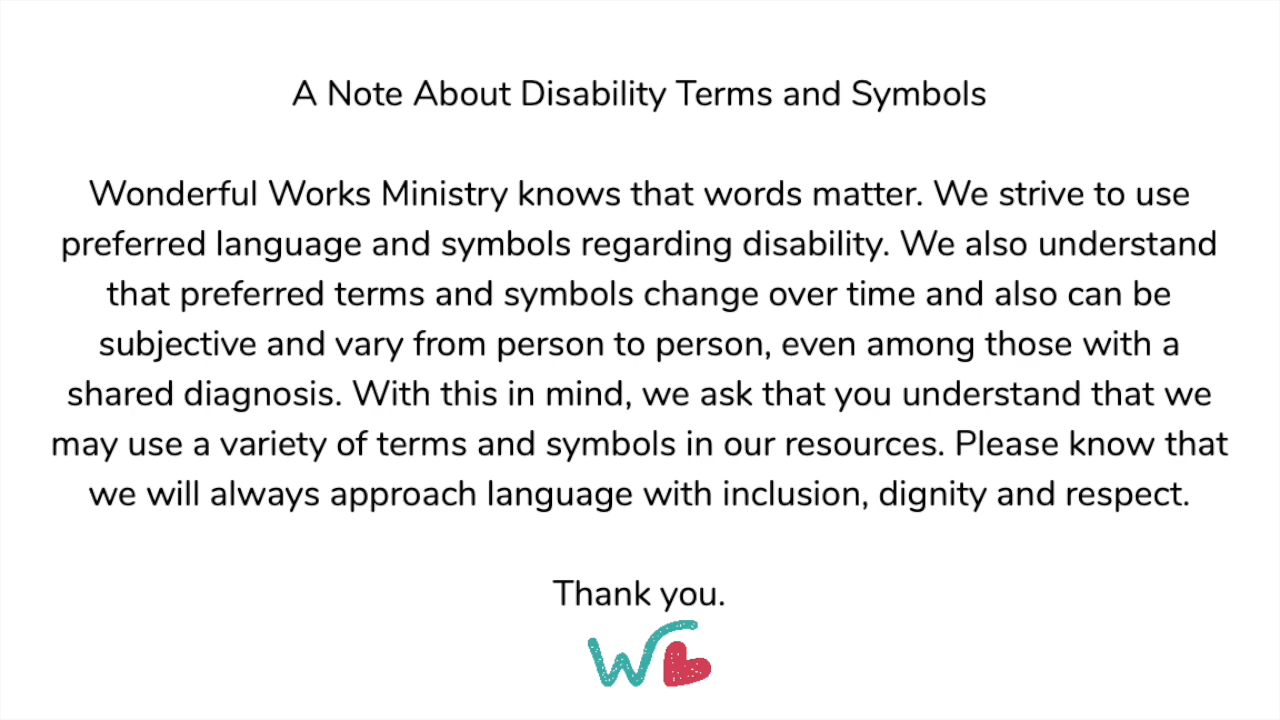 A Note About Disability Terms and Symbols
Wonderful Works Ministry knows that words matter. We strive to use
preferred language and symbols regarding disability. We also understand
that preferred terms and symbols change over time and also can be
subjective and vary from person to person, even among those with a
shared diagnosis. With this in mind, we ask that you understand that we
may use a variety of terms and symbols in our resources. Please know that
we will always approach language with inclusion, dignity and respect.
Thank you.
W